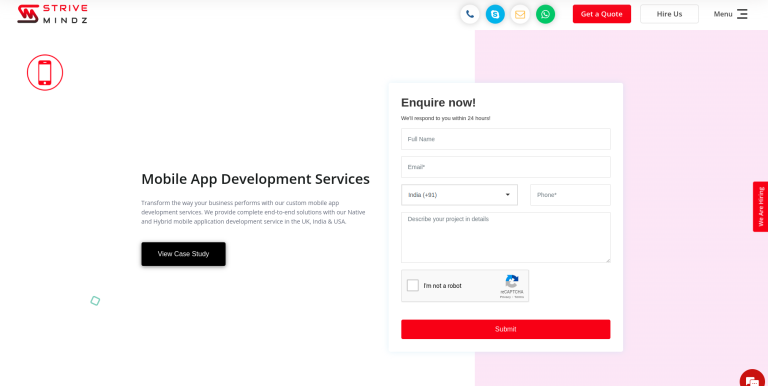 STRIVE
MINDZ
Get a Quote
Hire Us
Menu
Enquire now!
We'll respond to you within 24 hours!
Full Name
Email*
India (+91)
Phone*
Describe your project in details
I'm not a robot
reCAPTCHA
Privacy - Terms
Submit
Mobile App Development Services
Transform the way your business performs with our custom mobile app
development services. We provide complete end-to-end solutions with our Native
and Hybrid mobile application development service in the UK, India & USA.
View Case Study
We Are Hiring